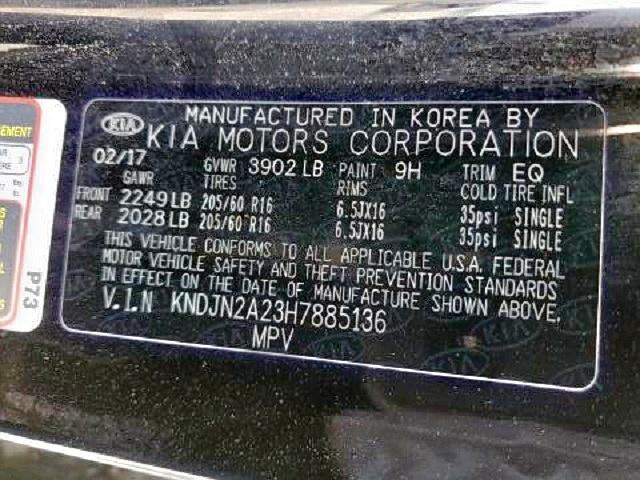 MANUFACTURED IN KOREA BY
KIA KIA MOTORS CORPORATION
02/17 GVWR 3902 LB PAINT 9H TRIM EQ
GAWR TIRES RIMS COLD TIRE INFL
FRONT 2249 LB 205/60 R16 6.5JX16 35psi SINGLE
REAR 2028 LB 205/60 R16 6.5JX16 35psi SINGLE
THIS VEHICLE CONFORMS TO ALL APPLICABLE U.S.A. FEDERAL
MOTOR VEHICLE SAFETY AND THEFT PREVENTION STANDARDS
IN EFFECT ON THE DATE OF MANUFACTURE SHOWN ABOVE.
V.I.N KNDJN2A23H7885136
MPV
P73